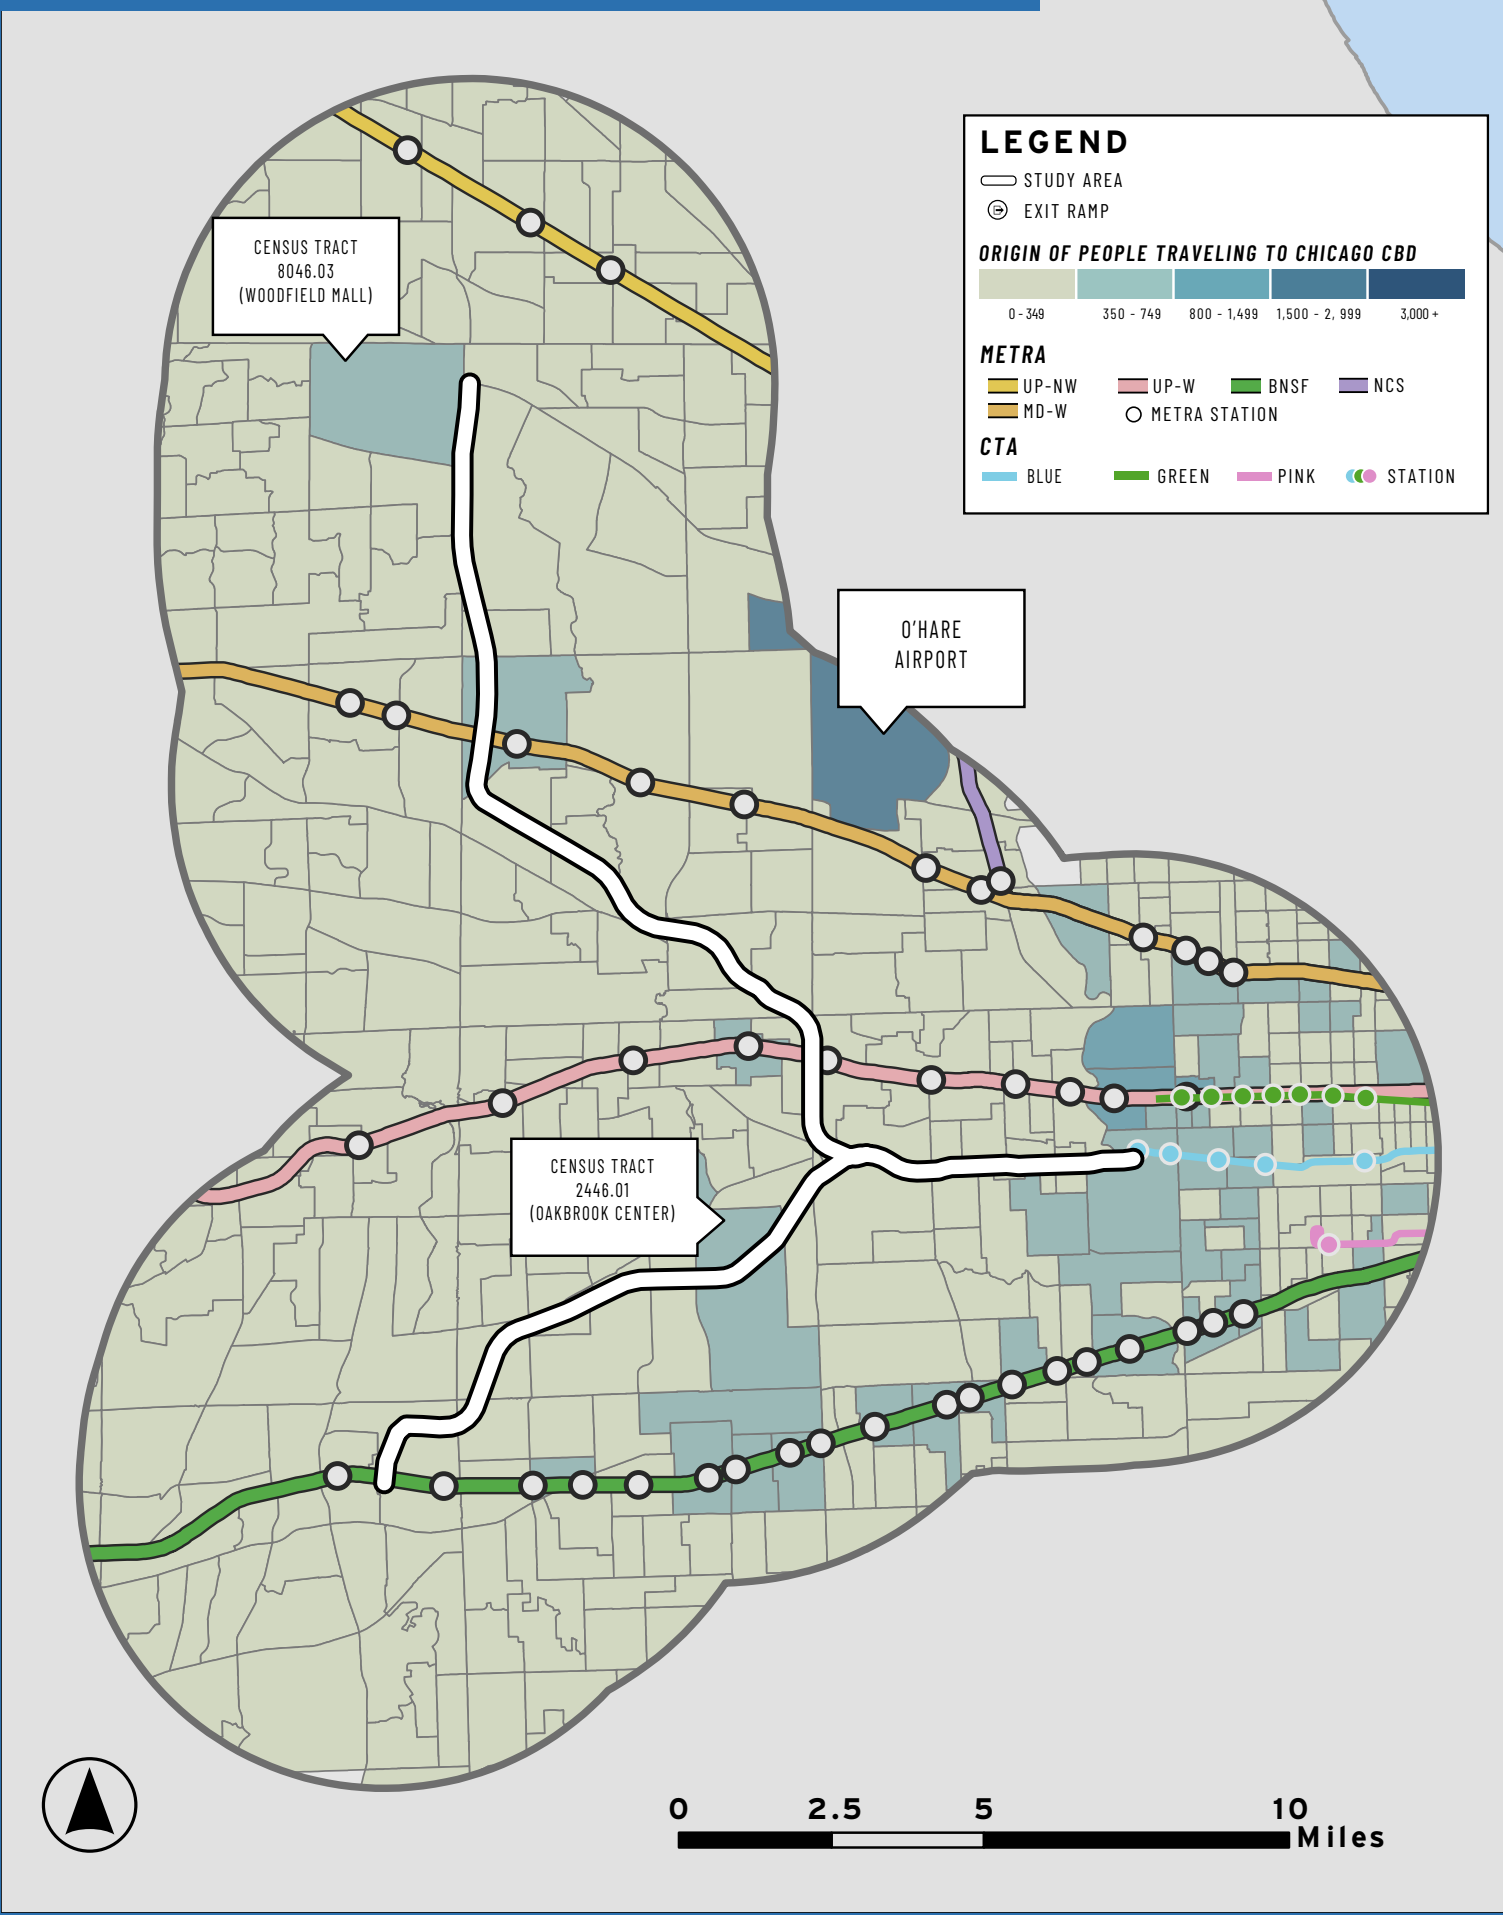 LEGEND
STUDY AREA
EXIT RAMP
ORIGIN OF PEOPLE TRAVELING TO CHICAGO CBD
0-349 350 - 749 800 - 1,499 1,500 - 2, 999 3,000 +
METRA
UP-NW UP-W BNSF NCS
MD-W METRA STATION
CTA
BLUE GREEN PINK STATION
CENSUS TRACT
8046.03
(WOODFIELD MALL)
O'HARE
AIRPORT
CENSUS TRACT
2446.01
(OAKBROOK CENTER)
0 2.5 5 10
Miles